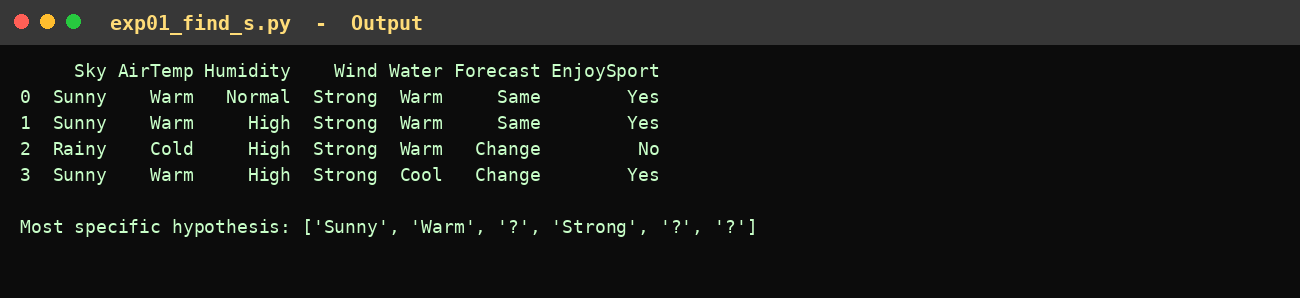 exp01_find_s.py - Output
Sky AirTemp Humidity Wind Water Forecast EnjoySport
0 Sunny Warm Normal Strong Warm Same Yes
1 Sunny Warm High Strong Warm Same Yes
2 Rainy Cold High Strong Warm Change No
3 Sunny Warm High Strong Cool Change Yes
Most specific hypothesis: ['Sunny', 'Warm', '?', 'Strong', '?', '?']